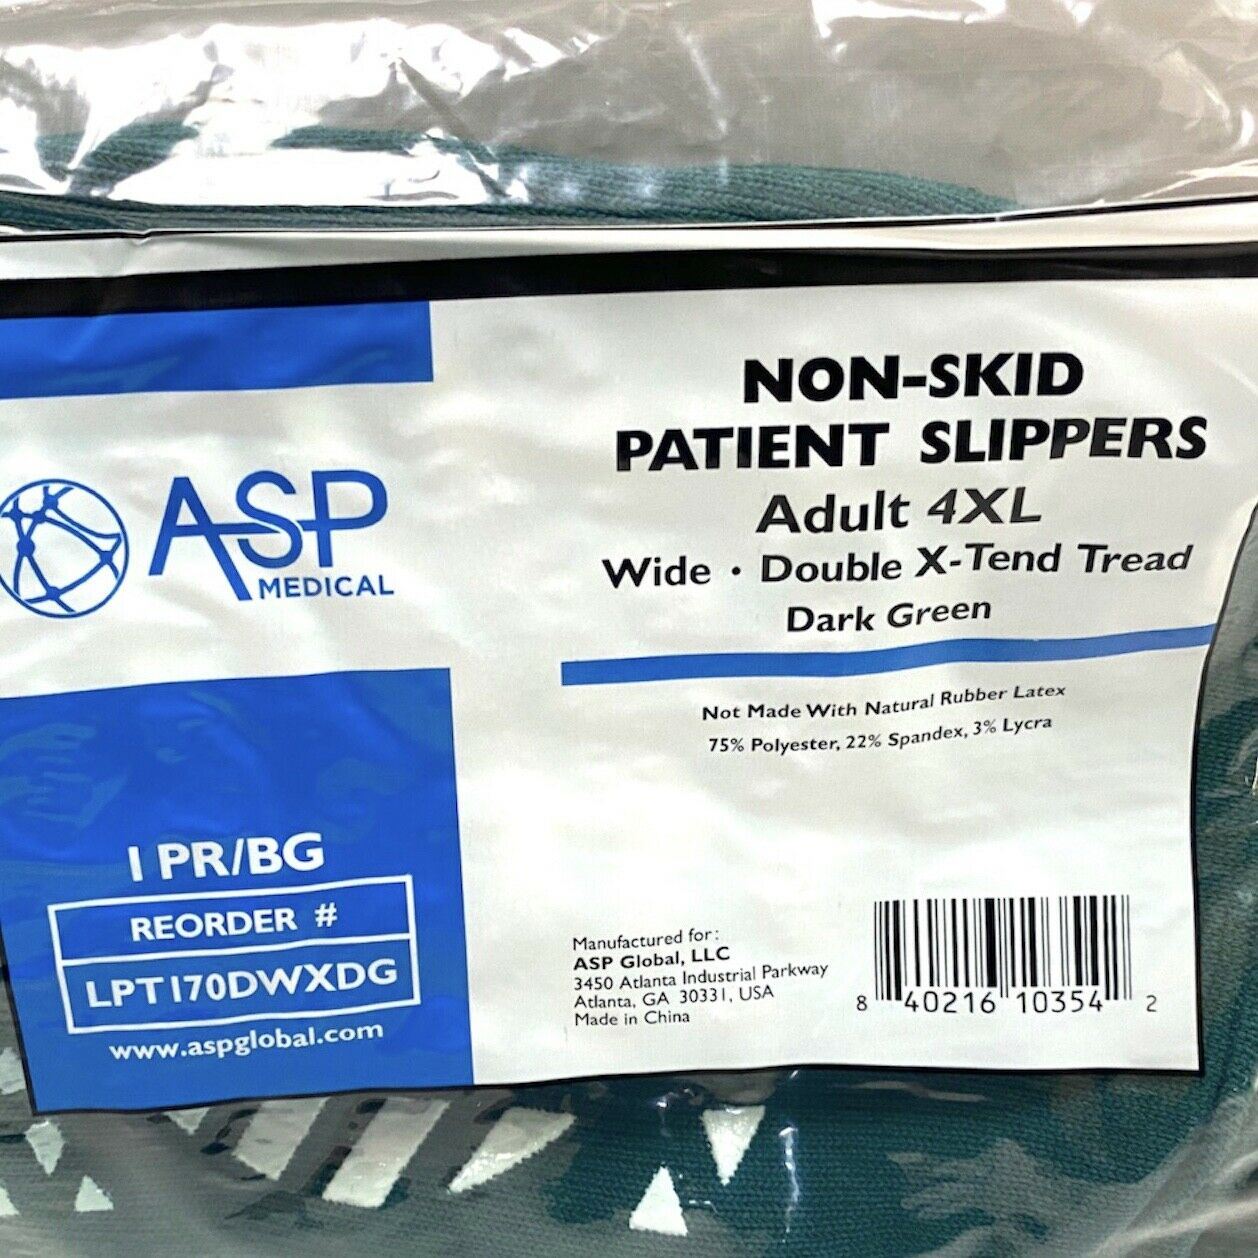 NON-SKID
PATIENT SLIPPERS
Adult 4XL
Wide • Double X-Tend Tread
Dark Green
ASP
MEDICAL
Not Made With Natural Rubber Latex
75% Polyester, 22% Spandex, 3% Lycra
1 PR/BG
REORDER #
LPT170DWXDG
www.aspglobal.com
Manufactured for:
ASP Global, LLC
3450 Atlanta Industrial Parkway
Atlanta, GA 30331, USA
Made in China
8 40216 10354 2